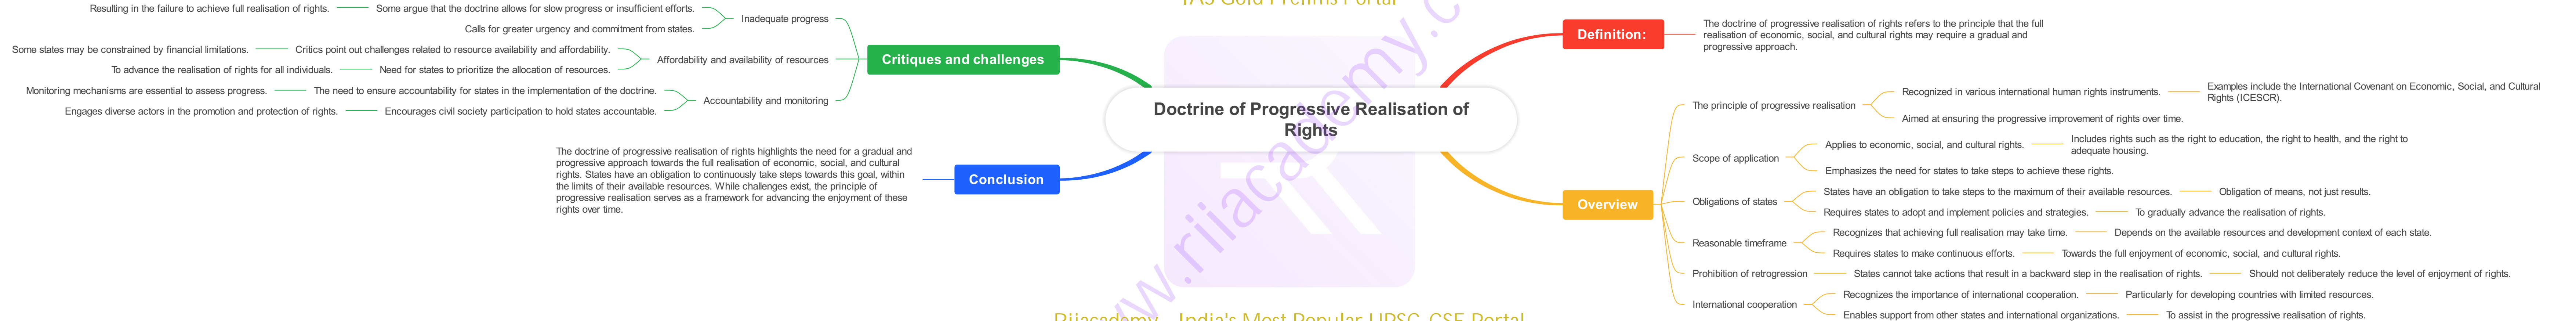 IAS Gold Prelims Portal
Doctrine of Progressive Realisation of
Rights
Definition:
The doctrine of progressive realisation of rights refers to the principle that the full
realisation of economic, social, and cultural rights may require a gradual and
progressive approach.
Overview
The principle of progressive realisation
Recognized in various international human rights instruments.
Examples include the International Covenant on Economic, Social, and Cultural
Rights (ICESCR).
Aimed at ensuring the progressive improvement of rights over time.
Scope of application
Applies to economic, social, and cultural rights.
Includes rights such as the right to education, the right to health, and the right to
adequate housing.
Emphasizes the need for states to take steps to achieve these rights.
Obligations of states
States have an obligation to take steps to the maximum of their available resources.
Obligation of means, not just results.
Requires states to adopt and implement policies and strategies.
To gradually advance the realisation of rights.
Reasonable timeframe
Recognizes that achieving full realisation may take time.
Depends on the available resources and development context of each state.
Requires states to make continuous efforts.
Towards the full enjoyment of economic, social, and cultural rights.
Prohibition of retrogression
States cannot take actions that result in a backward step in the realisation of rights.
Should not deliberately reduce the level of enjoyment of rights.
International cooperation
Recognizes the importance of international cooperation.
Particularly for developing countries with limited resources.
Enables support from other states and international organizations.
To assist in the progressive realisation of rights.
Critiques and challenges
Inadequate progress
Some argue that the doctrine allows for slow progress or insufficient efforts.
Resulting in the failure to achieve full realisation of rights.
Calls for greater urgency and commitment from states.
Affordability and availability of resources
Critics point out challenges related to resource availability and affordability.
Some states may be constrained by financial limitations.
Need for states to prioritize the allocation of resources.
To advance the realisation of rights for all individuals.
Accountability and monitoring
The need to ensure accountability for states in the implementation of the doctrine.
Monitoring mechanisms are essential to assess progress.
Encourages civil society participation to hold states accountable.
Engages diverse actors in the promotion and protection of rights.
Conclusion
The doctrine of progressive realisation of rights highlights the need for a gradual and
progressive approach towards the full realisation of economic, social, and cultural
rights. States have an obligation to continuously take steps towards this goal, within
the limits of their available resources. While challenges exist, the principle of
progressive realisation serves as a framework for advancing the enjoyment of these
rights over time.
ww.rijiacademy.c
Rijiacademy - India's Most Popular UPSC-CSE Portal